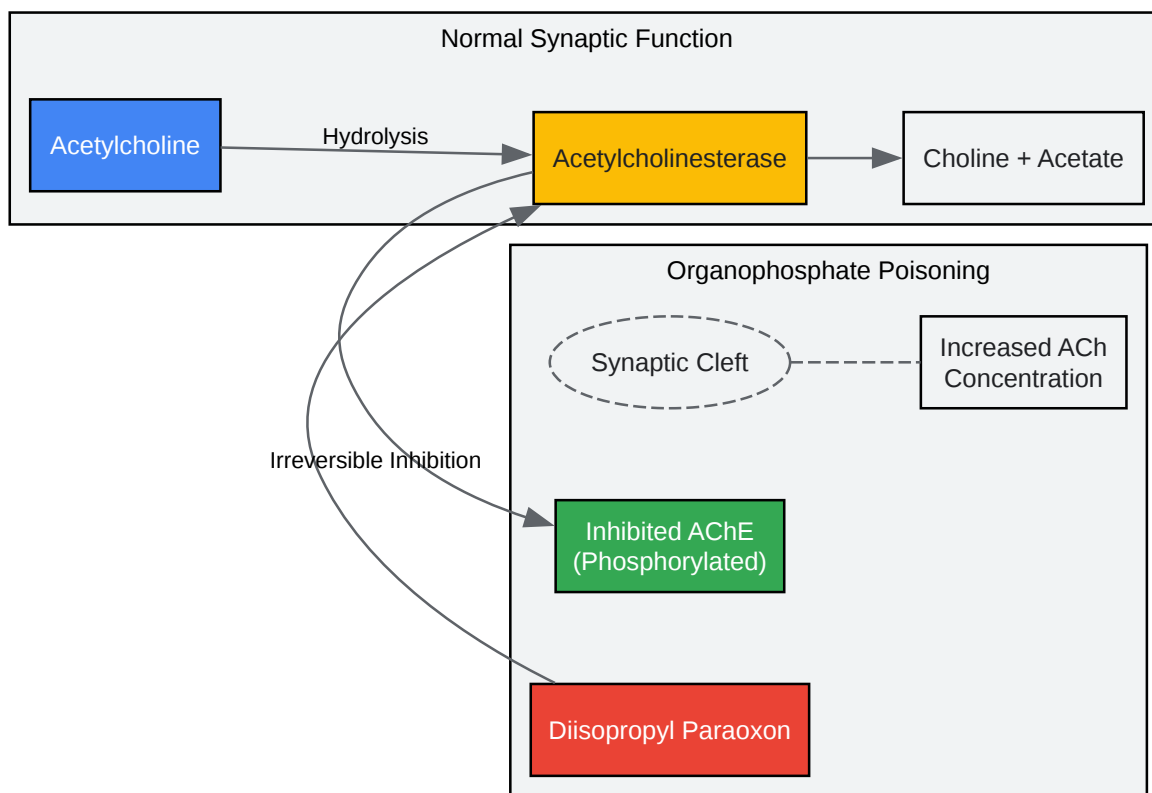 Normal Synaptic Function
Acetylcholine
Hydrolysis
Acetylcholinesterase
Choline + Acetate
Organophosphate Poisoning
Synaptic Cleft
Increased ACh
Concentration
Irreversible Inhibition
Inhibited AChE
(Phosphorylated)
Diisopropyl Paraoxon